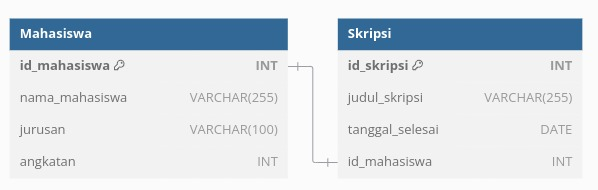 Mahasiswa
id_mahasiswa INT
nama_mahasiswa VARCHAR(255)
jurusan VARCHAR(100)
angkatan INT
Skripsi
id_skripsi INT
judul_skripsi VARCHAR(255)
tanggal_selesai DATE
id_mahasiswa INT